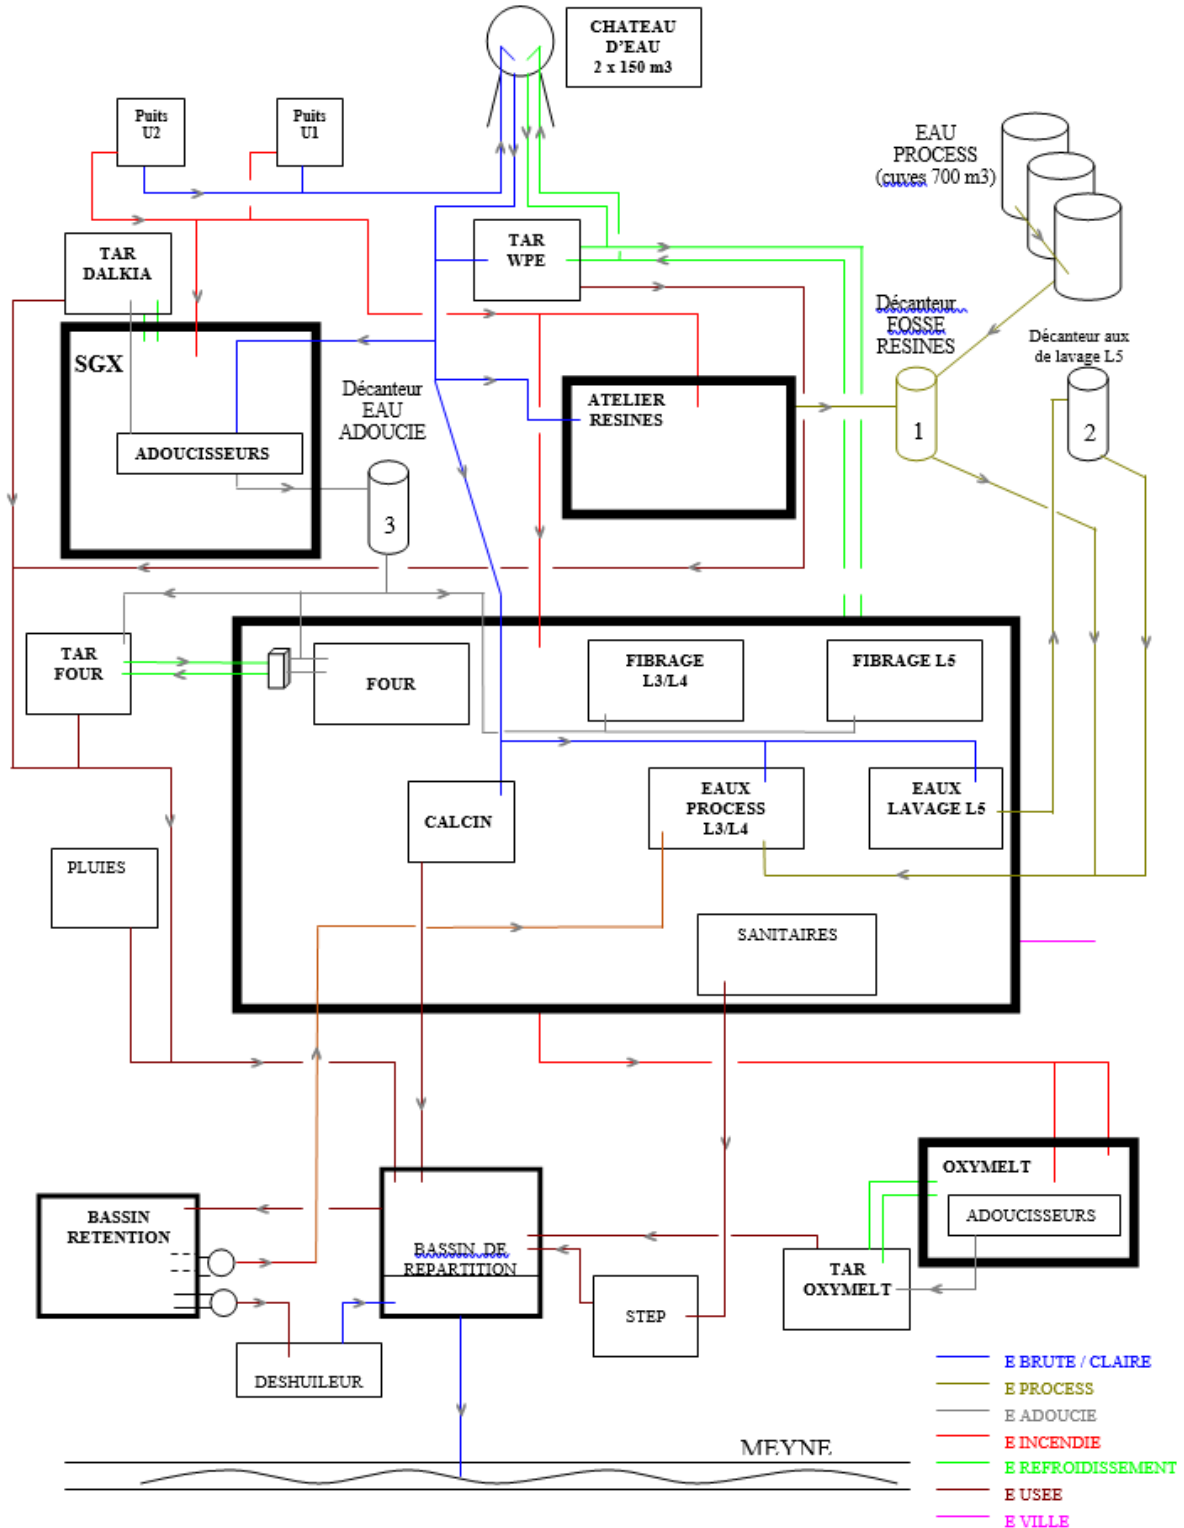 CHATEAU
D'EAU
2 x 150 m3
Puits
U2
Puits
U1
EAU
PROCESS
(cuves 700 m3)
TAR
DALKIA
TAR
WPE
Décanteur
FOSSE
RESINES
Décanteur aux
de lavage L5
SGX
Décanteur
EAU
ADOUCIE
ATELIER
RESINES
1
2
ADOUCISSEURS
3
TAR
FOUR
FOUR
FIBRAGE
L3/L4
FIBRAGE L5
CALCIN
EAUX
PROCESS
L3/L4
EAUX
LAVAGE L5
PLUIES
SANITAIRES
OXYMELT
ADOUCISSEURS
BASSIN
RETENTION
BASSIN DE
REPARTITION
TAR
OXYMELT
STEP
DESHUILEUR
MEYNE
E BRUTE / CLAIRE
E PROCESS
E ADOUCIE
E INCENDIE
E REFROIDISSEMENT
E USEE
E VILLE